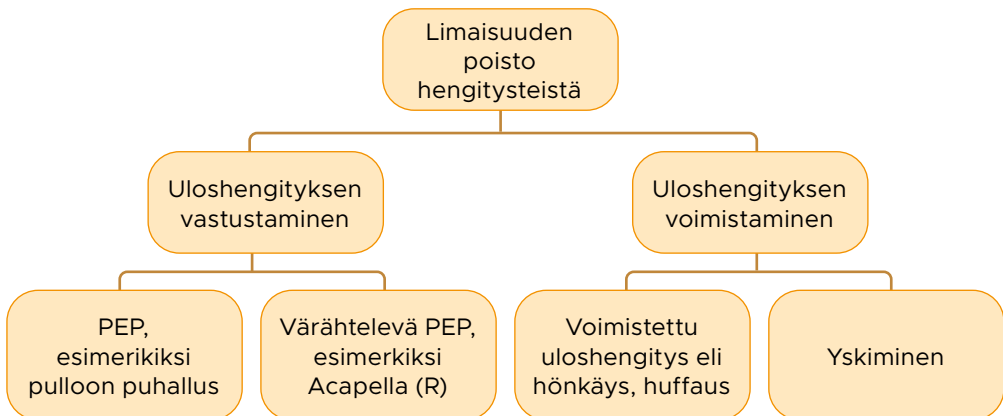 Limaisuuden
poisto
hengitysteistä
Uloshengityksen
vastustaminen
Uloshengityksen
voimistaminen
PEP,
esimerikiksi
pulloon puhallus
Värähtelevä PEP,
esimerkiksi
Acapella (R)
Voimistettu
uloshengitys eli
hönkäys, huffaus
Yskiminen